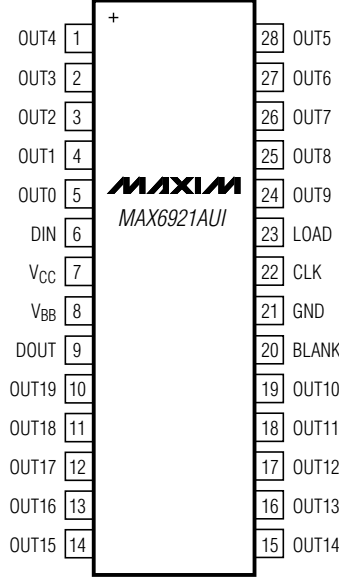 +
OUT4 1 28 OUT5
OUT3 2 27 OUT6
OUT2 3 26 OUT7
OUT1 4 25 OUT8
OUT0 5 MAXIM 24 OUT9
DIN 6 MAX6921AUI 23 LOAD
VCC 7 22 CLK
VBB 8 21 GND
DOUT 9 20 BLANK
OUT19 10 19 OUT10
OUT18 11 18 OUT11
OUT17 12 17 OUT12
OUT16 13 16 OUT13
OUT15 14 15 OUT14